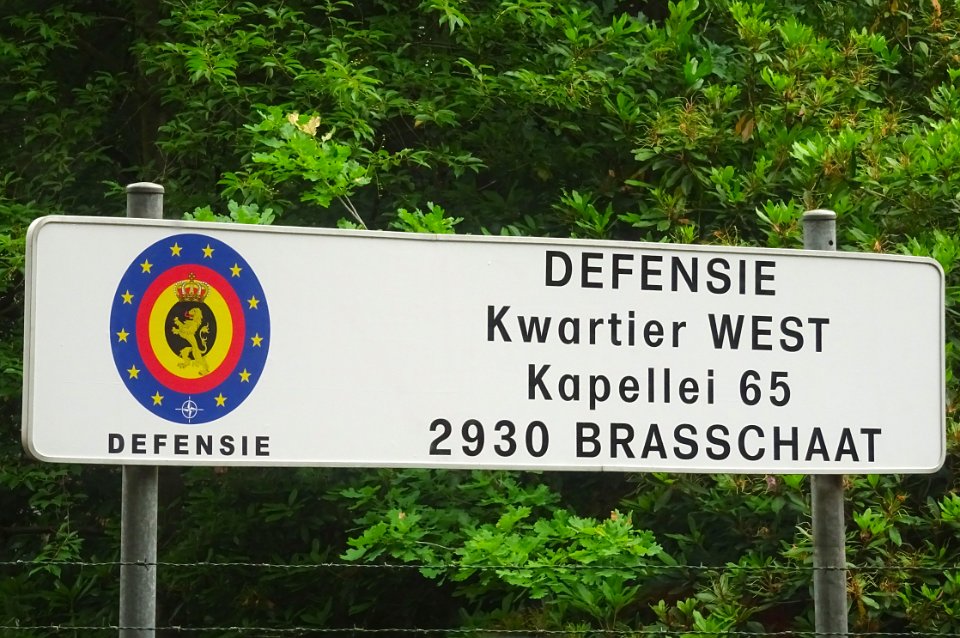 DEFENSIE
DEFENSIE
Kwartier WEST
Kapellei 65
2930 BRASSCHAAT